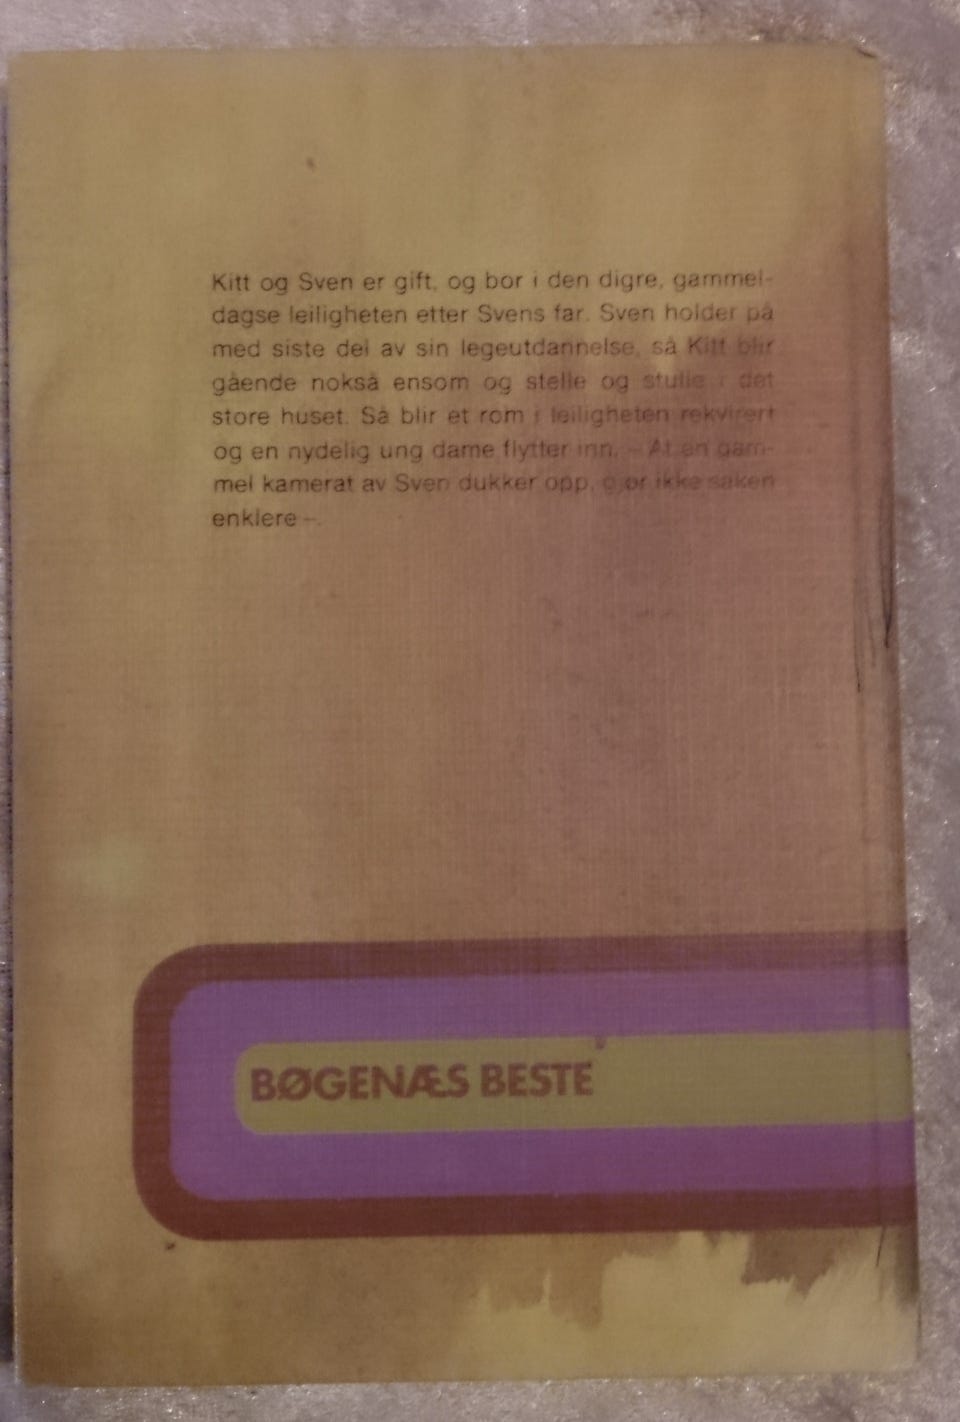 Kitt og Sven er gift, og bor i den digre, gammel-
dagse leiligheten etter Svens far. Sven holder på
med siste del av sin legeutdannelse, så Kitt blir
gående nokså ensom og stelle og stulle i det
store huset. Så blir et rom i leiligheten rekvirert
og en nydelig ung dame flytter inn. – At en gam-
mel kamerat av Sven dukker opp, gjør ikke saken
enklere –.
BØGENÆS BESTE